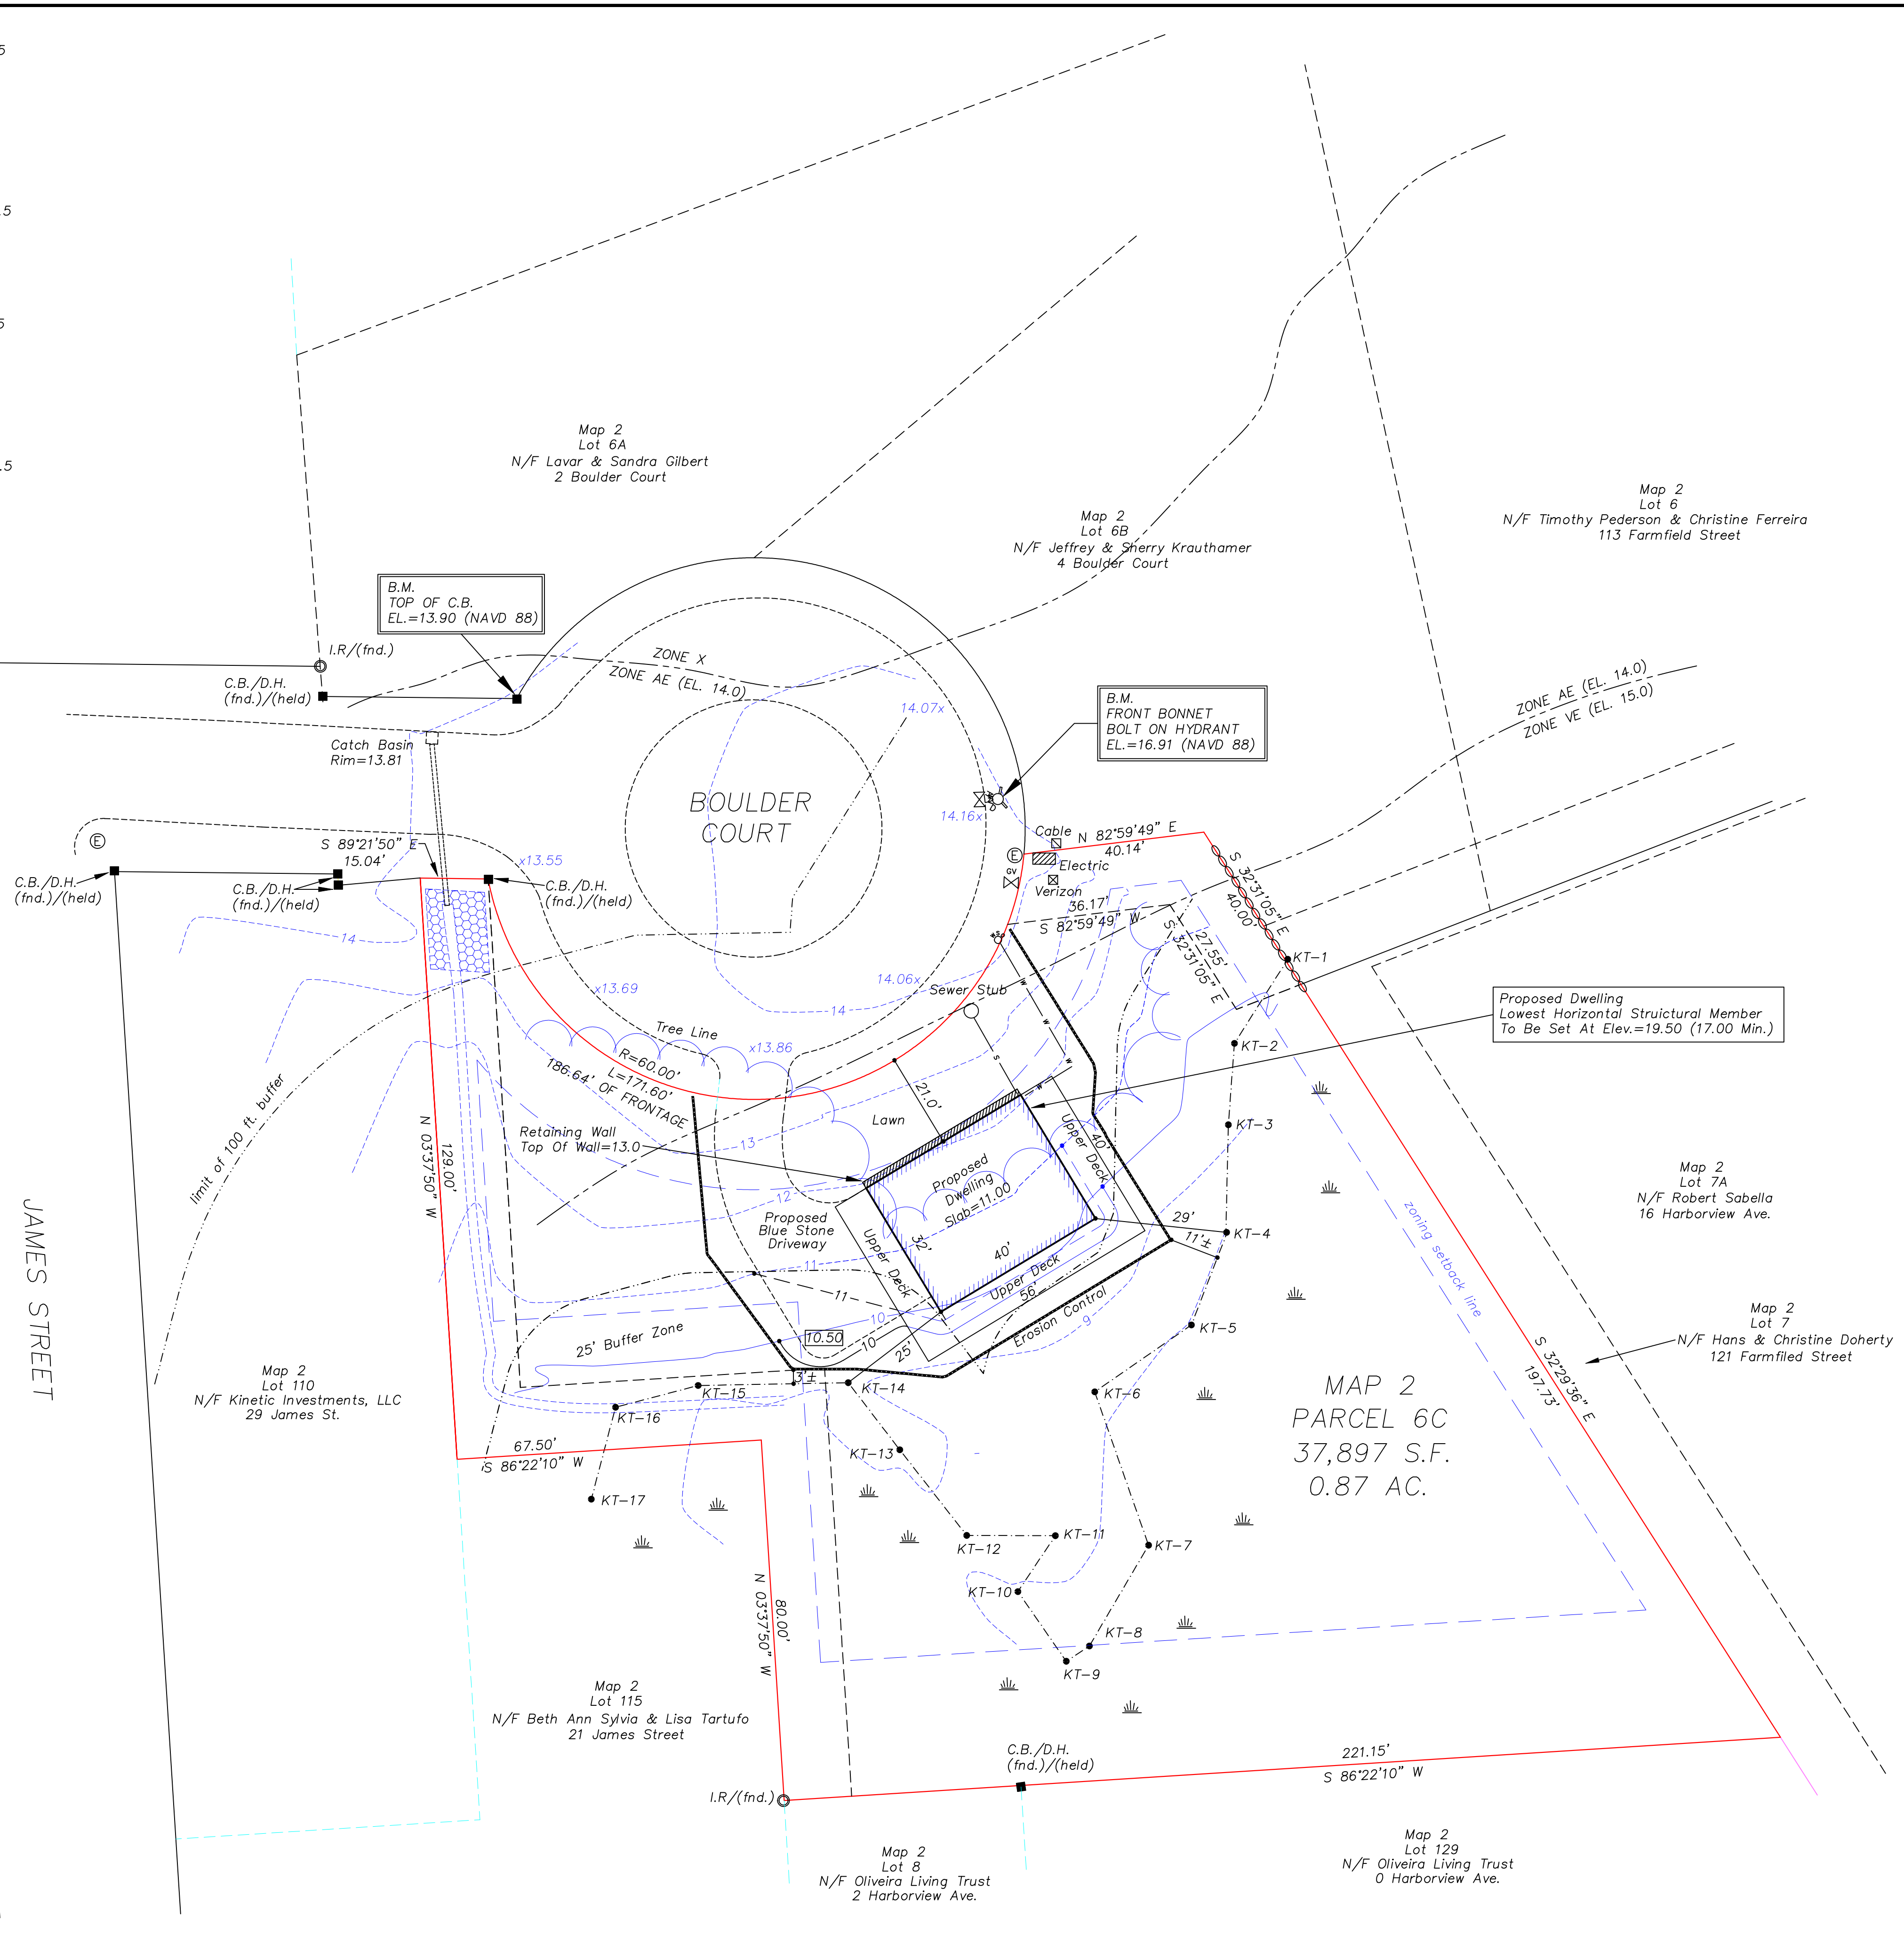 5
.5
5
.5
Map 2
Lot 6A
N/F Lavar & Sandra Gilbert
2 Boulder Court
Map 2
Lot 6B
N/F Jeffrey & Sherry Krauthamer
4 Boulder Court
Map 2
Lot 6
N/F Timothy Pederson & Christine Ferreira
113 Farmfield Street
B.M.
TOP OF C.B.
EL.=13.90 (NAVD 88)
I.R/(fnd.)
C.B./D.H.
(fnd.)/(held)
ZONE X
ZONE AE (EL. 14.0)
ZONE AE (EL. 14.0)
ZONE VE (EL. 15.0)
14.07x
B.M.
FRONT BONNET
BOLT ON HYDRANT
EL.=16.91 (NAVD 88)
Catch Basin
Rim=13.81
BOULDER
COURT
14.16x
Cable
N 82°59'49" E
40.14'
Electric
GV
Verizon
36.17'
S 82°59'49" W
S 32°31'05" E
40.00'
27.55'
S 32°31'05" E
E
E
S 89°21'50" E
15.04'
x13.55
C.B./D.H.
(fnd.)/(held)
C.B./D.H.
(fnd.)/(held)
C.B./D.H.
(fnd.)/(held)
14
KT-1
14.06x
x13.69
Sewer Stub
14
Proposed Dwelling
Lowest Horizontal Struictural Member
To Be Set At Elev.=19.50 (17.00 Min.)
Tree Line
x13.86
R=60.00'
L=171.60'
186.64' OF FRONTAGE
W
W
W
W
S
KT-2
limit of 100 ft. buffer
21.0'
Lawn
Retaining Wall
Top Of Wall=13.0
13
KT-3
N 03°37'50" W
129.00'
Upper Deck
40'
Proposed
Dwelling
Slab=11.00
12
Proposed
Blue Stone
Driveway
32'
40'
Upper Deck
Upper Deck
56'
29'
11'±
KT-4
zoning setback line
Map 2
Lot 7A
N/F Robert Sabella
16 Harborview Ave.
JAMES STREET
11
11
10
10
10.50
25'
Erosion Control
9
KT-5
25' Buffer Zone
3'±
KT-14
KT-15
KT-16
KT-6
Map 2
Lot 7
N/F Hans & Christine Doherty
121 Farmfiled Street
S 32°29'36" E
197.73'
Map 2
Lot 110
N/F Kinetic Investments, LLC
29 James St.
MAP 2
PARCEL 6C
37,897 S.F.
0.87 AC.
67.50'
S 86°22'10" W
KT-13
KT-17
KT-12
KT-11
KT-7
KT-10
KT-8
KT-9
N 03°37'50" W
80.00'
Map 2
Lot 115
N/F Beth Ann Sylvia & Lisa Tartufo
21 James Street
C.B./D.H.
(fnd.)/(held)
221.15'
S 86°22'10" W
I.R/(fnd.)
Map 2
Lot 8
N/F Oliveira Living Trust
2 Harborview Ave.
Map 2
Lot 129
N/F Oliveira Living Trust
0 Harborview Ave.